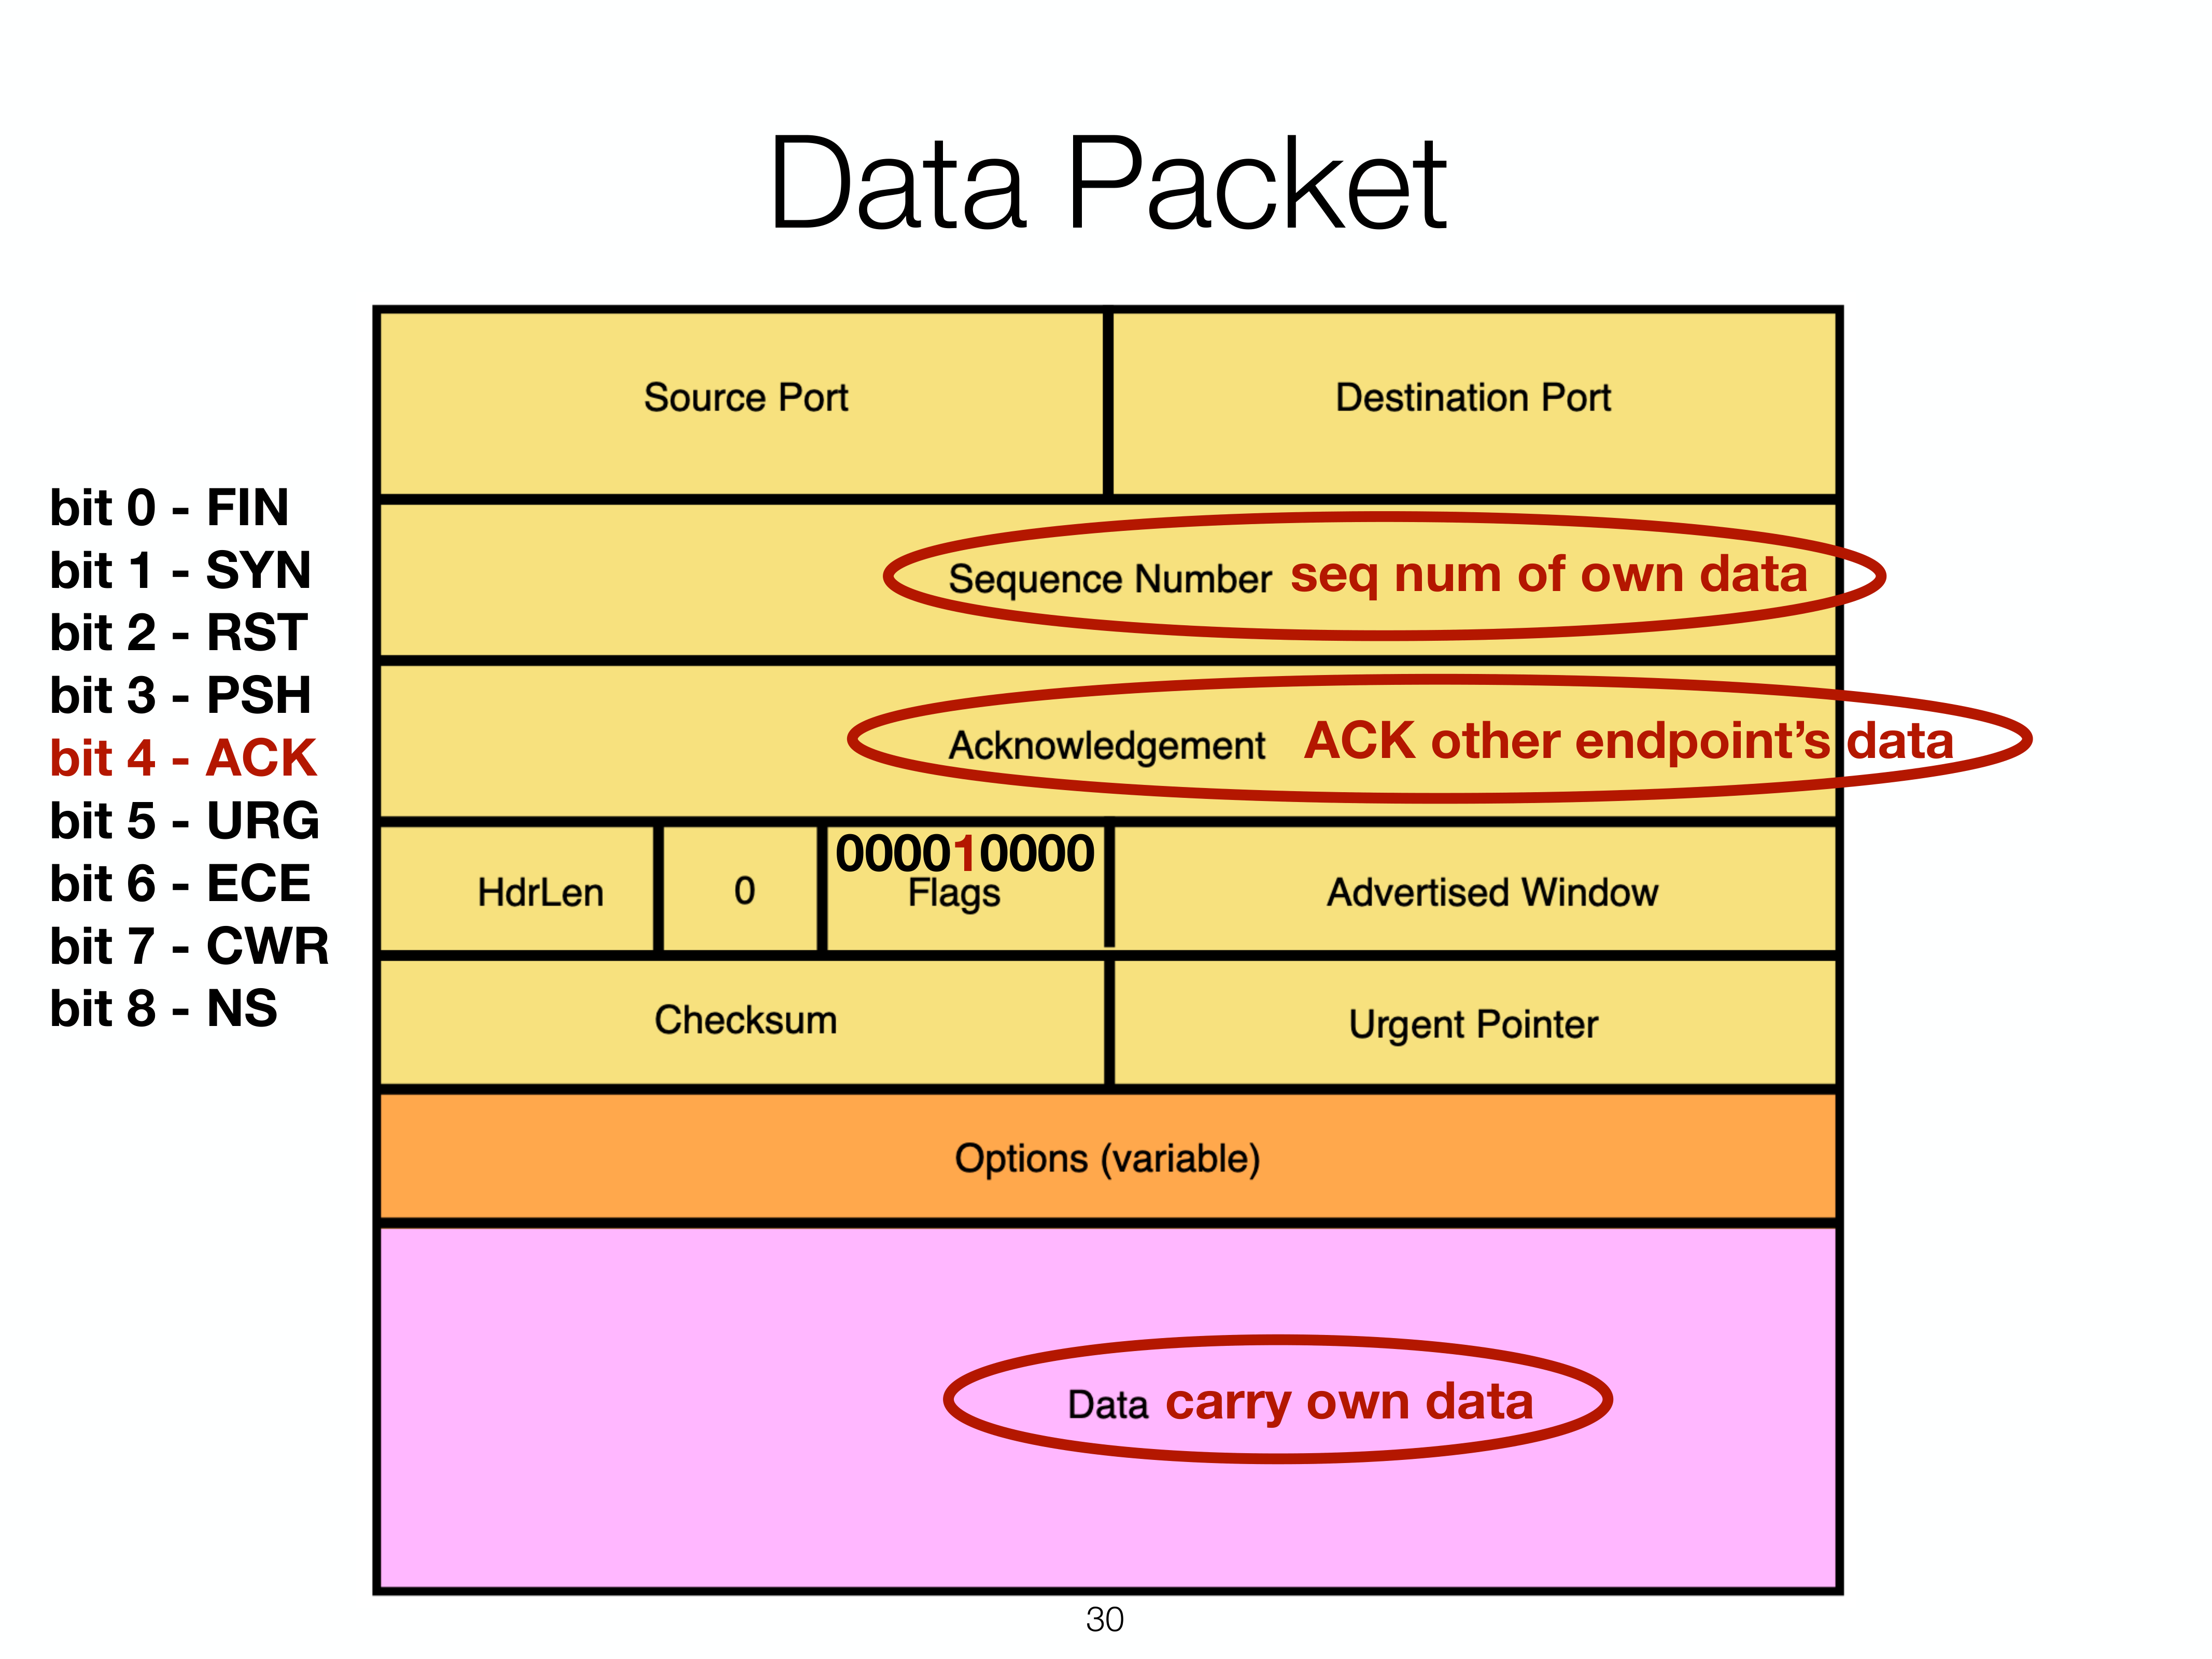 Data Packet
bit 0 - FIN
bit 1 - SYN
bit 2 - RST
bit 3 - PSH
bit 4 - ACK
bit 5 - URG
bit 6 - ECE
bit 7 - CWR
bit 8 - NS
Source Port
Destination Port
Sequence Number seq num of own data
Acknowledgement ACK other endpoint’s data
HdrLen
0
000010000
Flags
Advertised Window
Checksum
Urgent Pointer
Options (variable)
Data carry own data
30